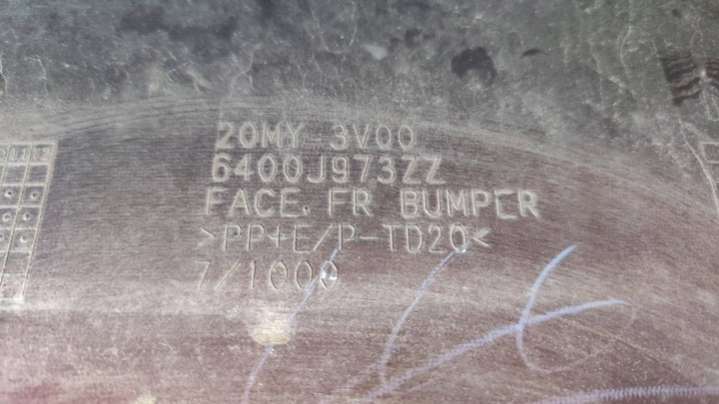 20MY-3V00
6400J973ZZ
FACE. FR BUMPER
>PP+E/P-TD20<
7/1000